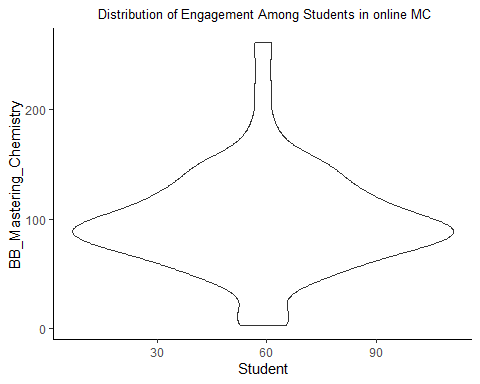 Distribution of Engagement Among Students in online MC
BB_Mastering_Chemistry
200
100
0
30 60 90
Student